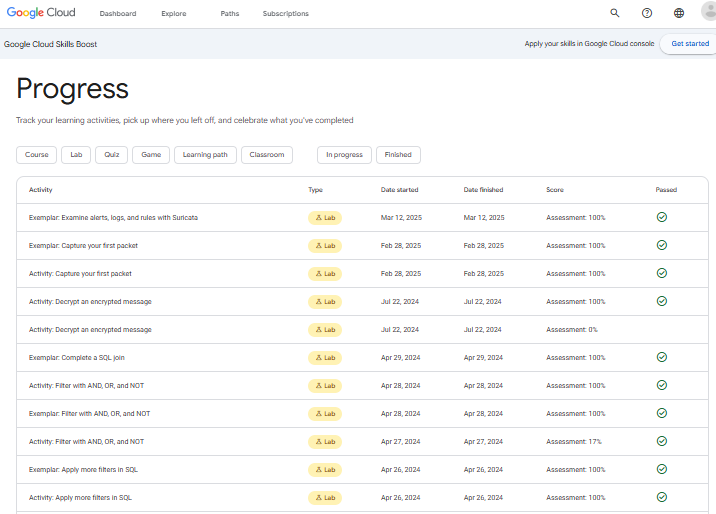 Google Cloud Dashboard Explore Paths Subscriptions
Google Cloud Skills Boost Apply your skills in Google Cloud console Get started
Progress
Track your learning activities, pick up where you left off, and celebrate what you've completed
Course Lab Quiz Game Learning path Classroom In progress Finished
Activity Type Date started Date finished Score Passed
Exemplar: Examine alerts, logs, and rules with Suricata Lab Mar 12, 2025 Mar 12, 2025 Assessment: 100%
Exemplar: Capture your first packet Lab Feb 28, 2025 Feb 28, 2025 Assessment: 100%
Activity: Capture your first packet Lab Feb 28, 2025 Feb 28, 2025 Assessment: 100%
Activity: Decrypt an encrypted message Lab Jul 22, 2024 Jul 22, 2024 Assessment: 100%
Activity: Decrypt an encrypted message Lab Jul 22, 2024 Jul 22, 2024 Assessment: 0%
Exemplar: Complete a SQL join Lab Apr 29, 2024 Apr 29, 2024 Assessment: 100%
Activity: Filter with AND, OR, and NOT Lab Apr 28, 2024 Apr 28, 2024 Assessment: 100%
Exemplar: Filter with AND, OR, and NOT Lab Apr 28, 2024 Apr 28, 2024 Assessment: 100%
Activity: Filter with AND, OR, and NOT Lab Apr 27, 2024 Apr 27, 2024 Assessment: 17%
Exemplar: Apply more filters in SQL Lab Apr 26, 2024 Apr 26, 2024 Assessment: 100%
Activity: Apply more filters in SQL Lab Apr 26, 2024 Apr 26, 2024 Assessment: 100%